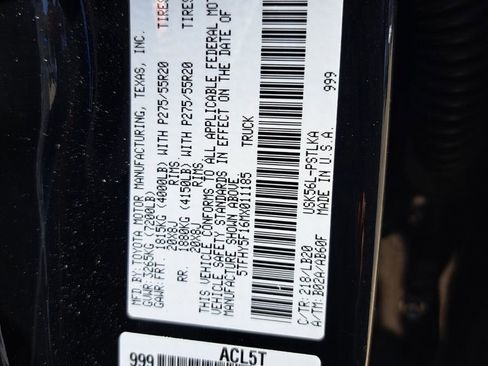 MFD.BY: TOYOTA MOTOR MANUFACTURING, TEXAS, INC.
GVWR: 3265KG (7200LB)
GAWR: FRT. 1815KG (4000LB) WITH P275/55R20 TIRES
20X8J RIMS
RR. 1880KG (4150LB) WITH P275/55R20 TIRES
20X8J RIMS
THIS VEHICLE CONFORMS TO ALL APPLICABLE FEDERAL MOT
VEHICLE SAFETY STANDARDS IN EFFECT ON THE DATE OF
MANUFACTURE SHOWN ABOVE.
5TFHY5F16MX011185 TRUCK
999
C/TR: 218/LB20 USK56L-PSTLKA
A/TM: B02A/AB60F MADE IN U.S.A.
ACL5T
999